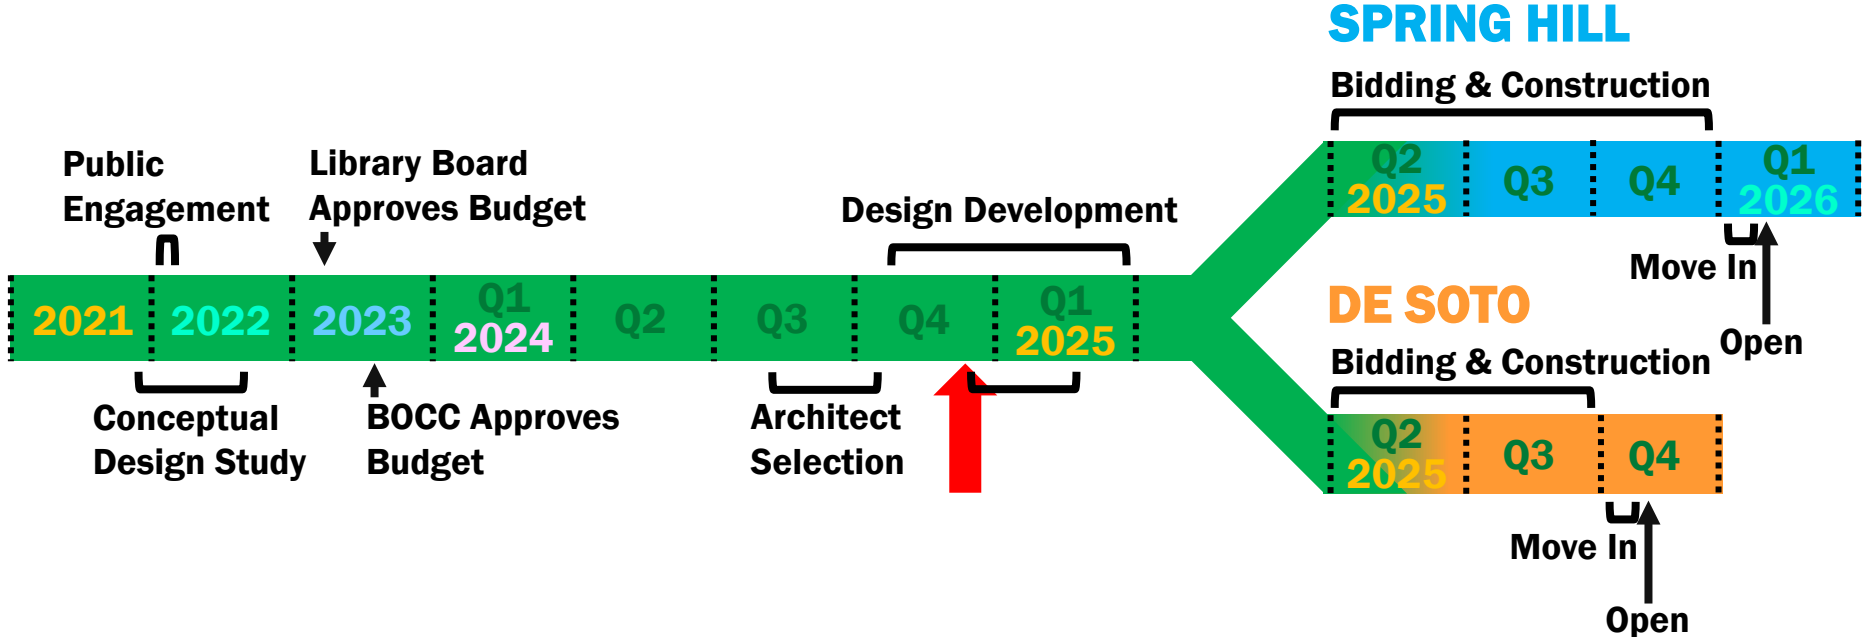 SPRING HILL
Bidding & Construction
Q2
2025
Q3
Q4
Q1
2026
Move In
Open
Public
Engagement
Library Board
Approves Budget
Design Development
2021
2022
2023
Q1
2024
Q2
Q3
Q4
Q1
2025
Conceptual
Design Study
BOCC Approves
Budget
Architect
Selection
DE SOTO
Bidding & Construction
Q2
2025
Q3
Q4
Move In
Open